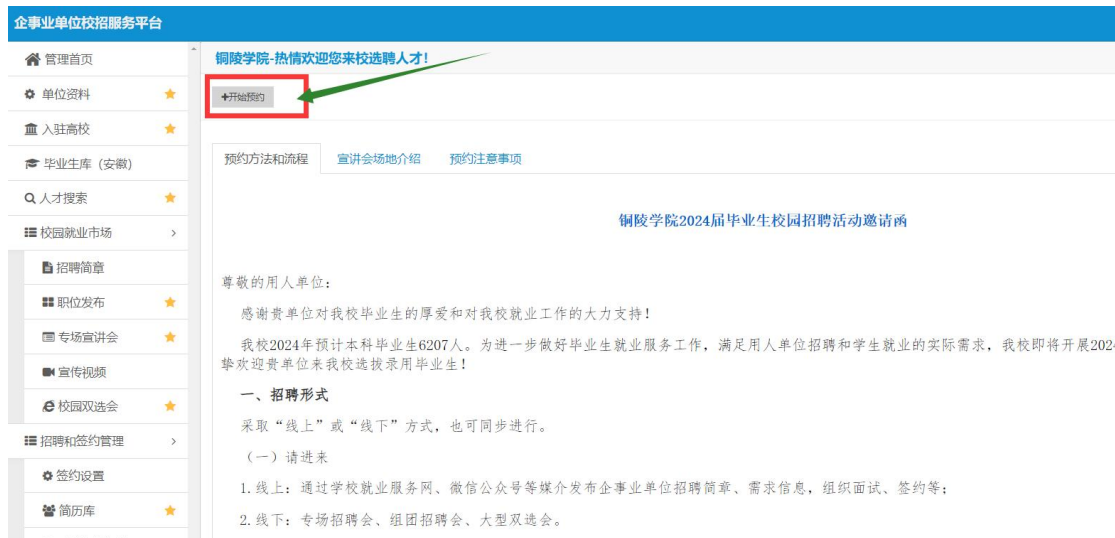 企事业单位校招服务平台
管理首页
铜陵学院-热情欢迎您来校选聘人才！
单位资料
+开始预约
入驻高校
毕业生库（安徽）
预约方法和流程
宣讲会场地介绍
预约注意事项
人才搜索
校园就业市场
招聘简章
职位发布
专场宣讲会
宣传视频
校园双选会
招聘和签约管理
签约设置
简历库
铜陵学院2024届毕业生校园招聘活动邀请函
尊敬的用人单位：
感谢贵单位对我校毕业生的厚爱和对我校就业工作的大力支持！
我校2024年预计本科毕业生6207人。为进一步做好毕业生就业服务工作，满足用人单位招聘和学生就业的实际需求，我校即将开展202
挚欢迎贵单位来我校选拔录用毕业生！
一、招聘形式
采取“线上”或“线下”方式，也可同步进行。
（一）请进来
1.线上：通过学校就业服务网、微信公众号等媒介发布企事业单位招聘简章、需求信息，组织面试、签约等；
2.线下：专场招聘会、组团招聘会、大型双选会。